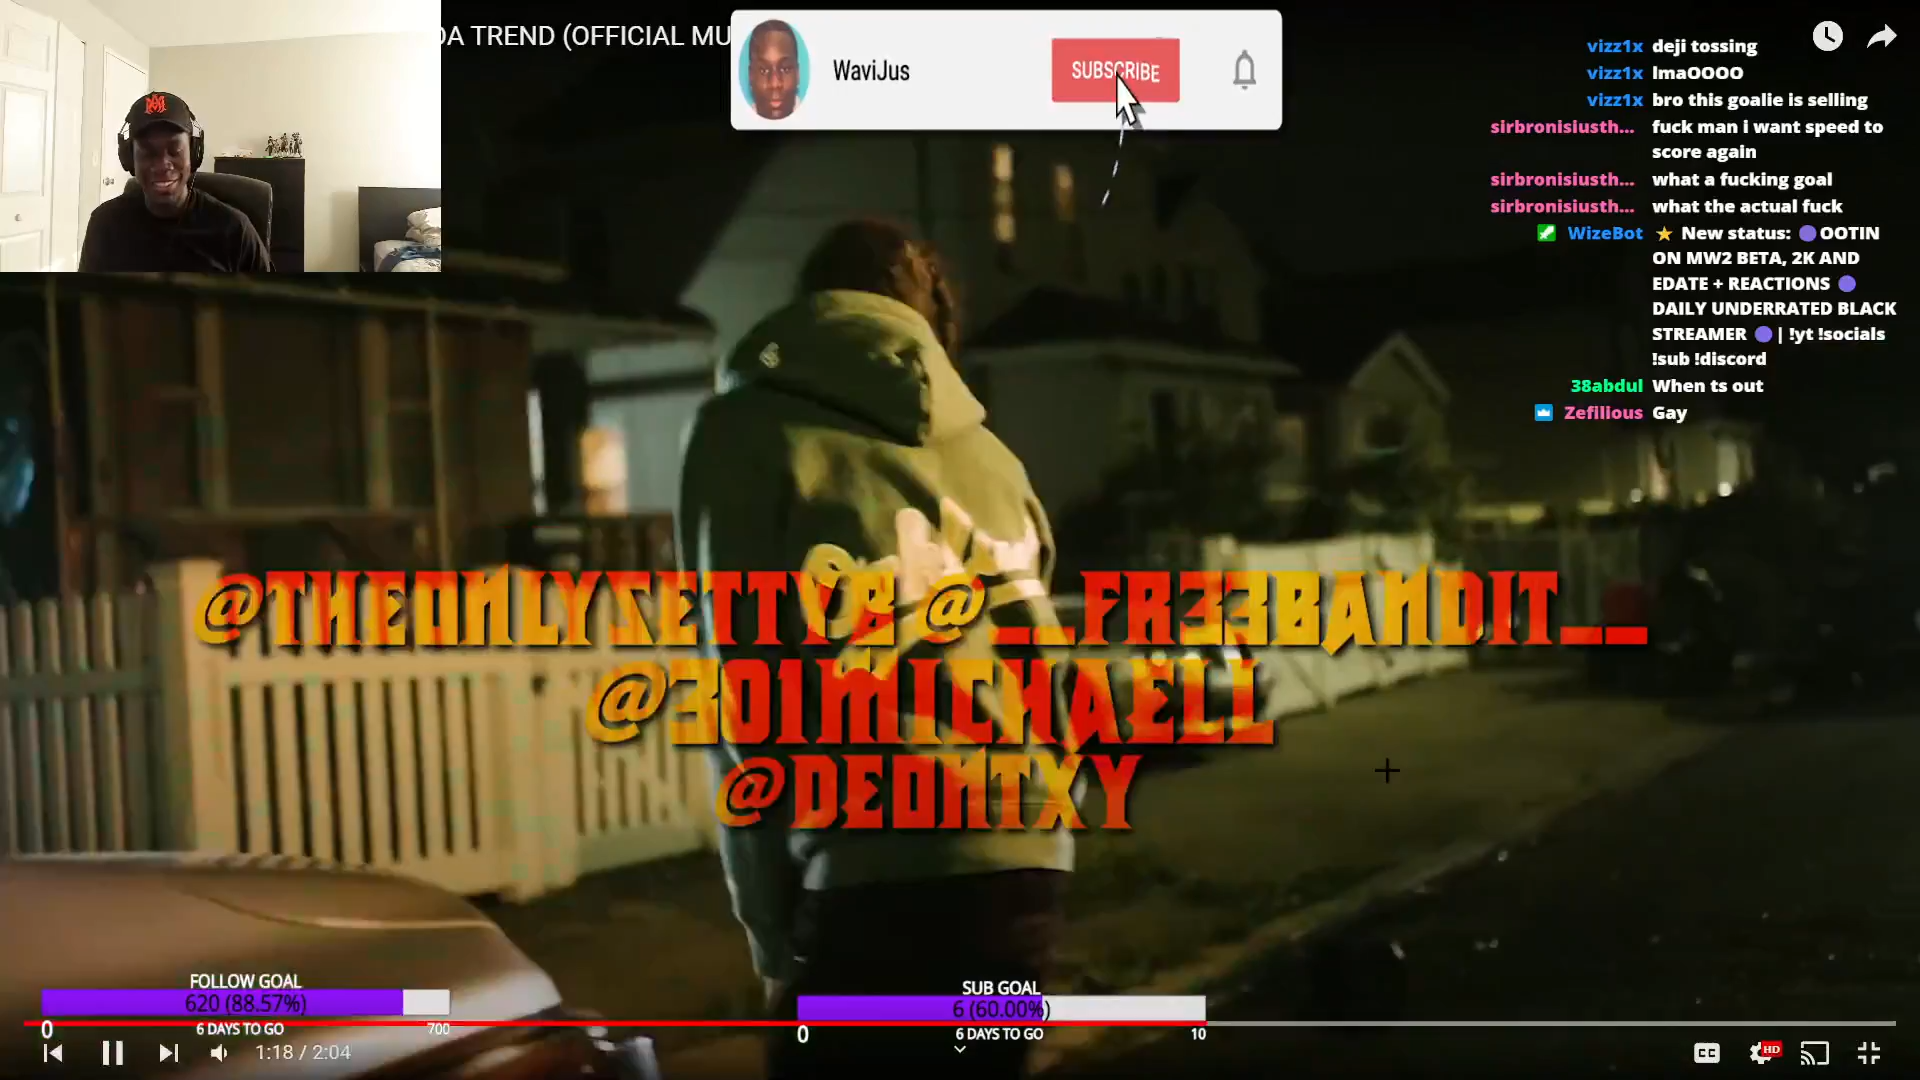 DA TREND (OFFICIAL MU
WaviJus
SUBSCRIBE
vizz1x deji tossing
vizz1x lmaOOOO
vizz1x bro this goalie is selling
sirbronisiusth... fuck man i want speed to
score again
sirbronisiusth... what a fucking goal
sirbronisiusth... what the actual fuck
WizeBot ⭐ New status: 🟣OOTIN
ON MW2 BETA, 2K AND
EDATE + REACTIONS 🟣
DAILY UNDERRATED BLACK
STREAMER 🟣 | !yt !socials
!sub !discord
38abdul When ts out
Zefilious Gay
@THEONLYSETTY8 @__FR33BANDIT__
@301MICHAELL
@DEONTXY
FOLLOW GOAL
620 (88.57%)
0 6 DAYS TO GO 700
SUB GOAL
6 (60.00%)
0 6 DAYS TO GO 10
1:18 / 2:04
CC
HD